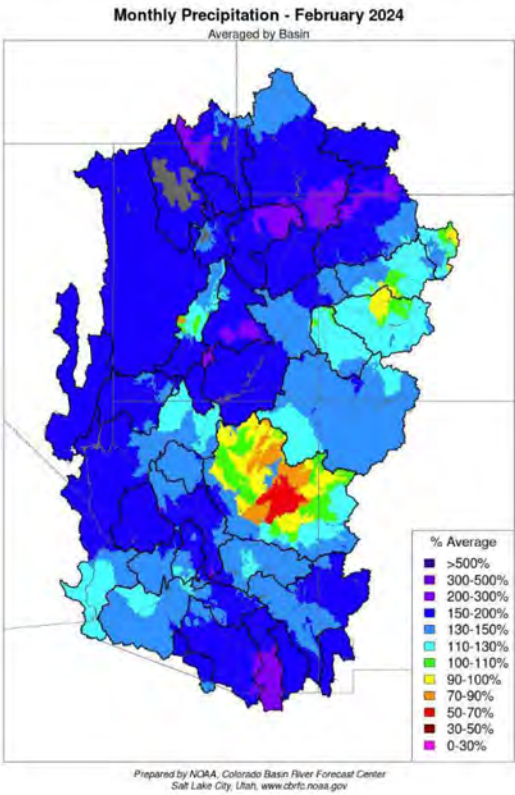 Monthly Precipitation - February 2024
Averaged by Basin
% Average
>500%
300-500%
200-300%
150-200%
130-150%
110-130%
100-110%
90-100%
70-90%
50-70%
30-50%
0-30%
Prepared by NOAA, Colorado Basin River Forecast Center
Salt Lake City, Utah, www.cbrfc.noaa.gov